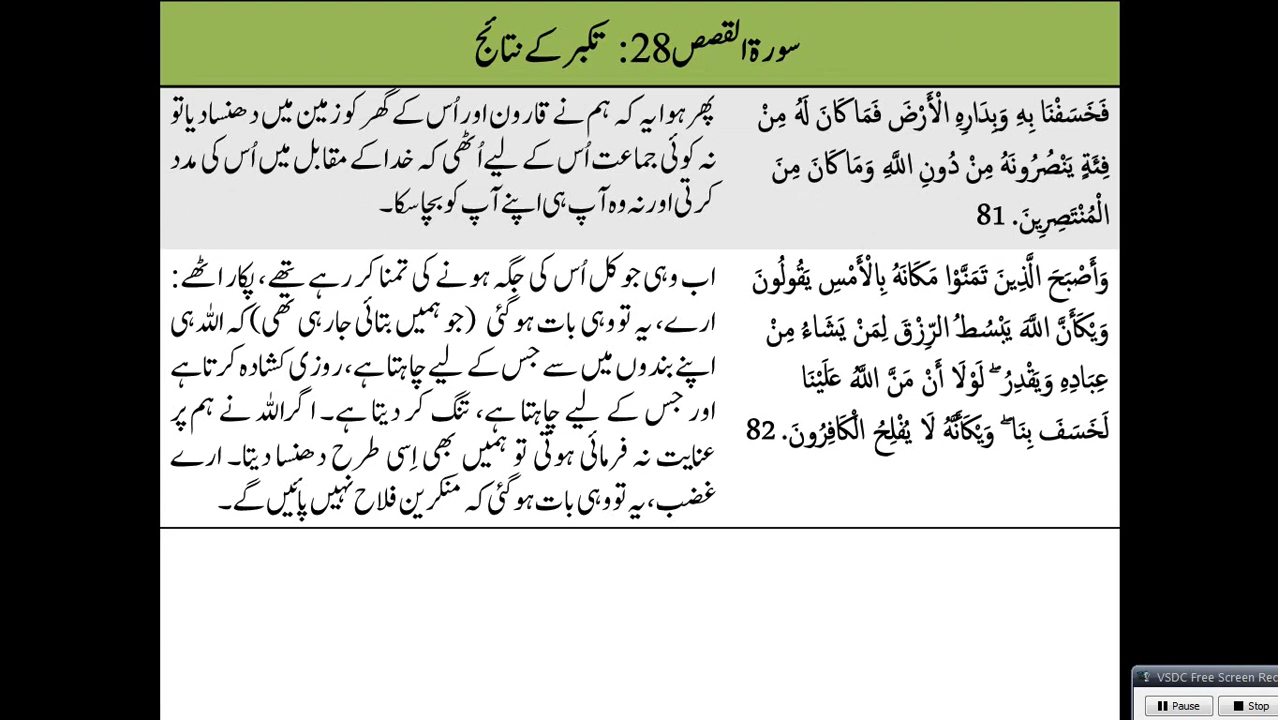 سورۃ القصص28: تکبر کے نتائج
فَخَسَفْنَا بِهِ وَبِدَارِهِ الْأَرْضَ فَمَا كَانَ لَهُ مِنْ
فِئَةٍ يَنْصُرُونَهُ مِنْ دُونِ اللَّهِ وَمَا كَانَ مِنَ
الْمُنْتَصِرِينَ. 81
پھر ہوا یہ کہ ہم نے قارون اور اُس کے گھر کو زمین میں دھنسا دیا تو
نہ کوئی جماعت اُس کے لیے اُٹھی کہ خدا کے مقابل میں اُس کی مدد
کرتی اور نہ وہ آپ ہی اپنے آپ کو بچا سکا۔
وَأَصْبَحَ الَّذِينَ تَمَنَّوْا مَكَانَهُ بِالْأَمْسِ يَقُولُونَ
وَيْكَأَنَّ اللَّهَ يَبْسُطُ الرِّزْقَ لِمَنْ يَشَاءُ مِنْ
عِبَادِهِ وَيَقْدِرُ ۖ لَوْلَا أَنْ مَنَّ اللَّهُ عَلَيْنَا
لَخَسَفَ بِنَا ۖ وَيْكَأَنَّهُ لَا يُفْلِحُ الْكَافِرُونَ. 82
اب وہی جو کل اُس کی جگہ ہونے کی تمنا کر رہے تھے، پکار اٹھے:
ارے، یہ تو وہی بات ہو گئی (جو ہمیں بتائی جا رہی تھی) کہ اللہ ہی
اپنے بندوں میں سے جس کے لیے چاہتا ہے، روزی کشادہ کرتا ہے
اور جس کے لیے چاہتا ہے، تنگ کر دیتا ہے۔ اگر اللہ نے ہم پر
عنایت نہ فرمائی ہوتی تو ہمیں بھی اِسی طرح دھنسا دیتا۔ ارے
غضب، یہ تو وہی بات ہو گئی کہ منکرین فلاح نہیں پائیں گے۔
VSDC Free Screen Rec
Pause Stop